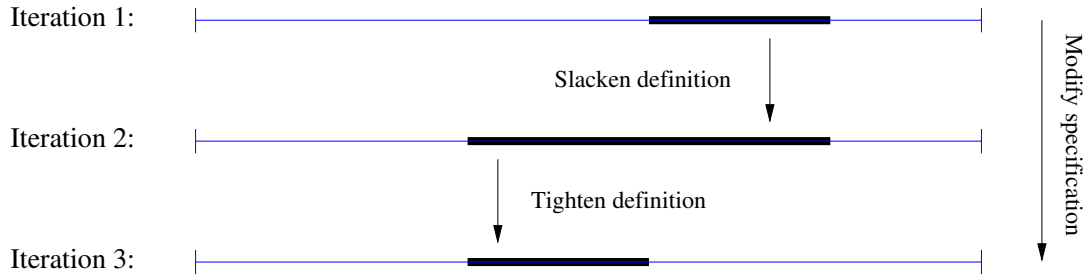 Iteration 1:
Slacken definition
Modify specification
Iteration 2:
Tighten definition
Iteration 3: